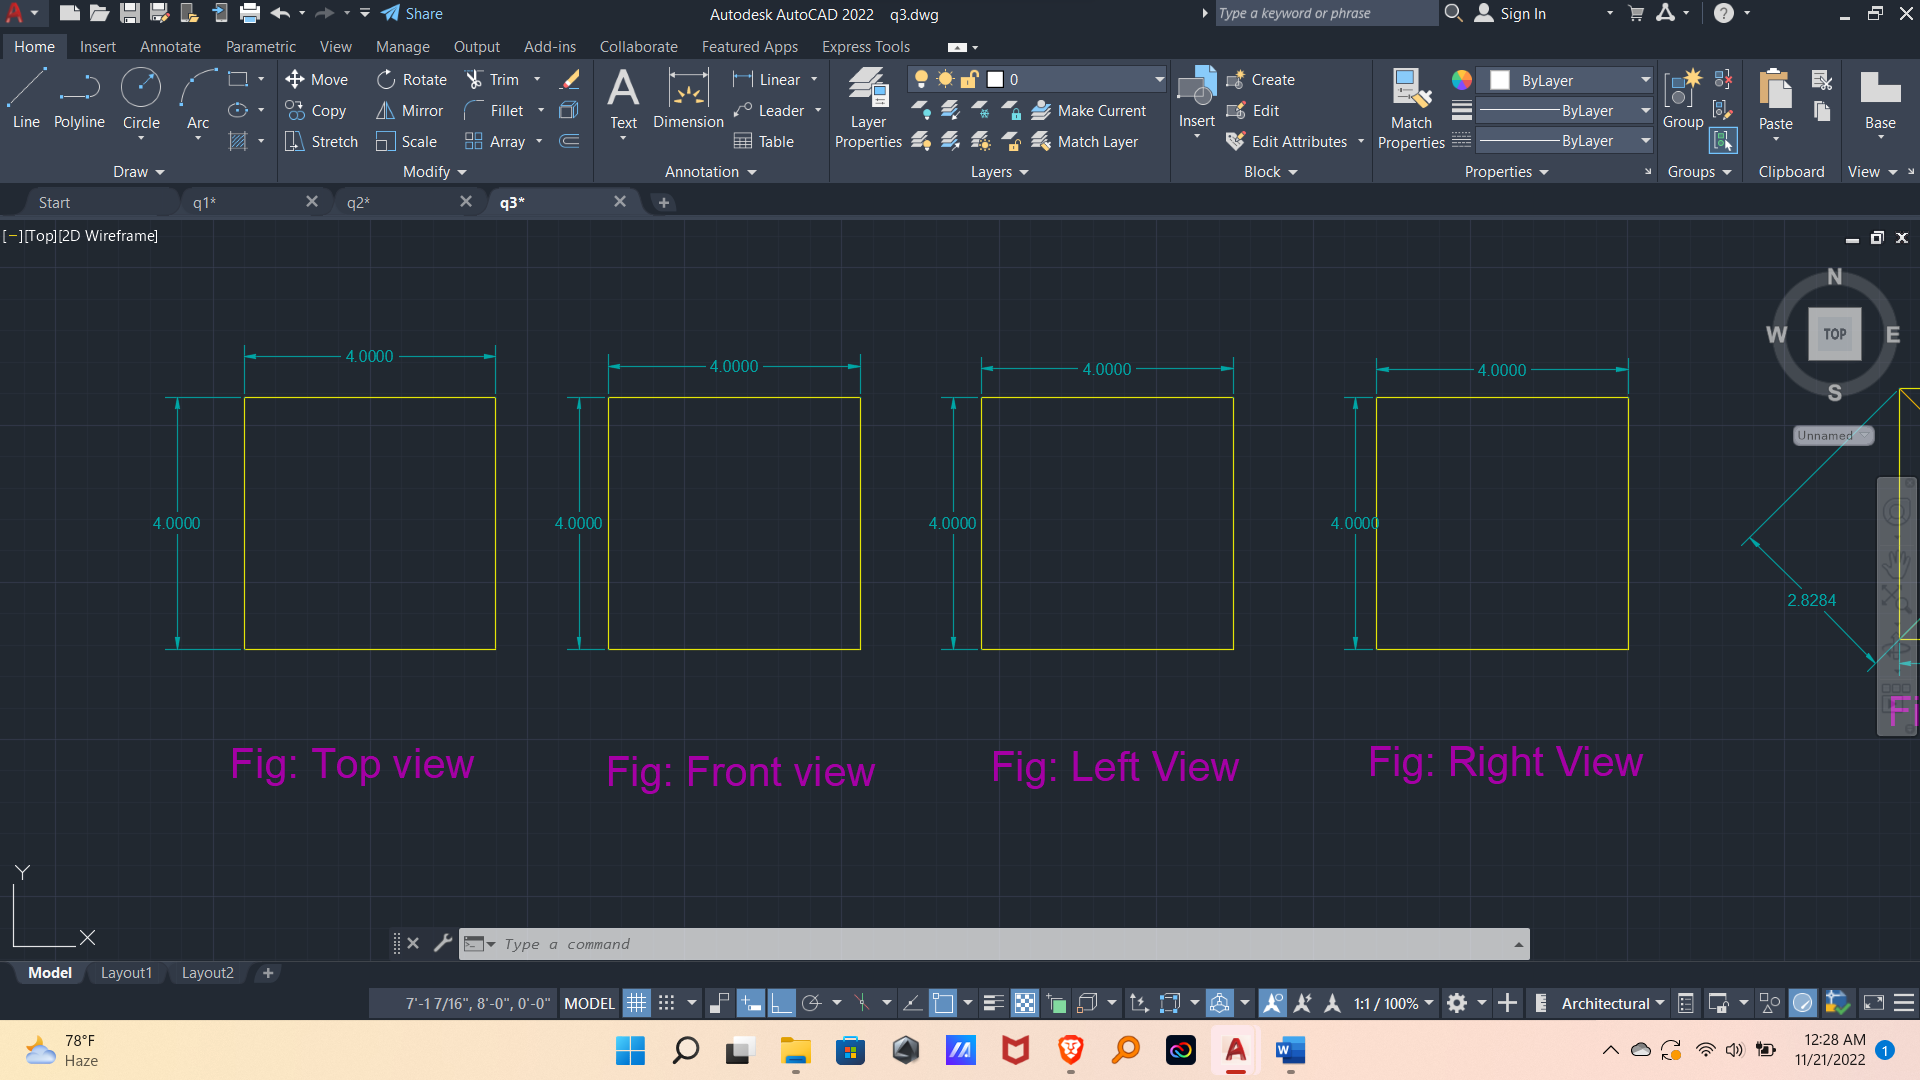 Share
Autodesk AutoCAD 2022 q3.dwg
Type a keyword or phrase
Sign In
Home Insert Annotate Parametric View Manage Output Add-ins Collaborate Featured Apps Express Tools
Line Polyline Circle Arc
Draw
Move Rotate Trim
Copy Mirror Fillet
Stretch Scale Array
Modify
Text Dimension
Linear
Leader
Table
Annotation
Layer Properties
0
Make Current
Match Layer
Layers
Insert
Create
Edit
Edit Attributes
Block
Match Properties
ByLayer
ByLayer
ByLayer
Properties
Group
Groups
Paste
Clipboard
Base
View
Start q1* q2* q3*
[−][Top][2D Wireframe]
N
W TOP E
S
Unnamed
4.0000 4.0000 4.0000 4.0000
4.0000 4.0000 4.0000 4.0000
2.8284
Fig: Top view Fig: Front view Fig: Left View Fig: Right View
Fi
Y
X
Type a command
Model Layout1 Layout2
7'-1 7/16", 8'-0", 0'-0" MODEL 1:1 / 100% Architectural
78°F
Haze
12:28 AM
11/21/2022
1